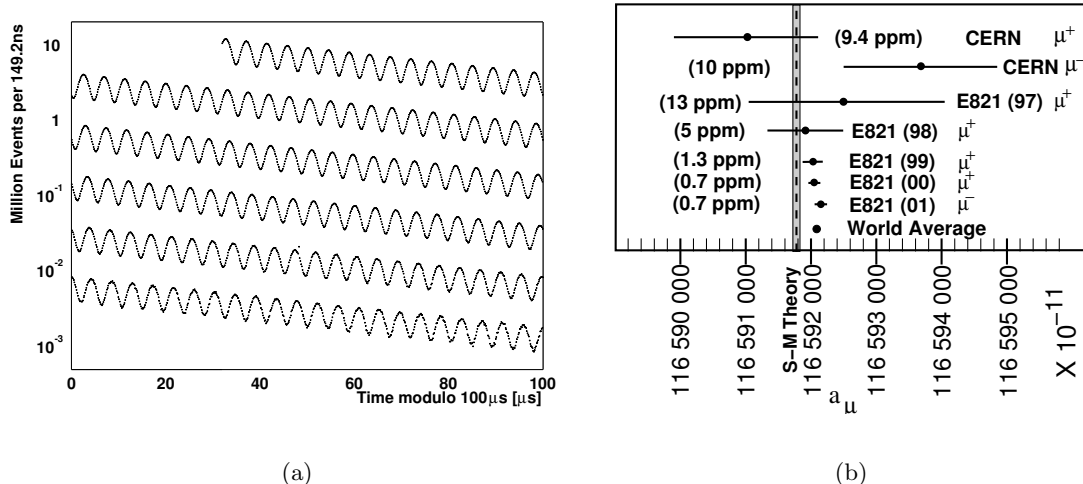 Million Events per 149.2ns
10
1
10⁻¹
10⁻²
10⁻³
0 20 40 60 80 100
Time modulo 100μs [μs]
(a)
(9.4 ppm) CERN μ⁺
(10 ppm) CERN μ⁻
(13 ppm) E821 (97) μ⁺
(5 ppm) E821 (98) μ⁺
(1.3 ppm) E821 (99) μ⁺
(0.7 ppm) E821 (00) μ⁺
(0.7 ppm) E821 (01) μ⁻
World Average
116 590 000
116 591 000
S−M Theory
116 592 000
116 593 000
116 594 000
116 595 000
X 10⁻¹¹
a_μ
(b)